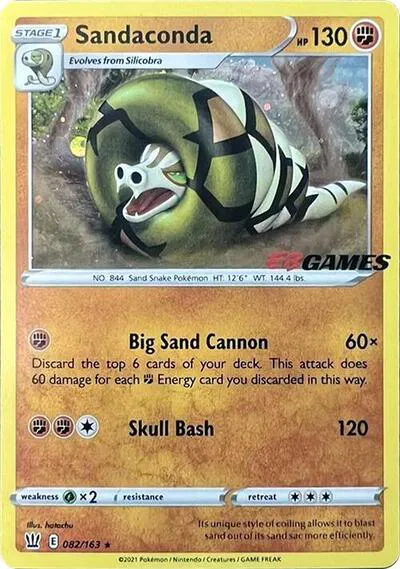 STAGE1 Sandaconda HP 130
Evolves from Silicobra
EB GAMES
NO. 844 Sand Snake Pokémon HT. 12'6" WT. 144.4 lbs.
Big Sand Cannon 60×
Discard the top 6 cards of your deck. This attack does
60 damage for each Energy card you discarded in this way.
Skull Bash 120
weakness ×2 resistance retreat
Illus. hatachu
E 082/163 ★
Its unique style of coiling allows it to blast
sand out of its sand sac more efficiently.
©2021 Pokémon / Nintendo / Creatures / GAME FREAK